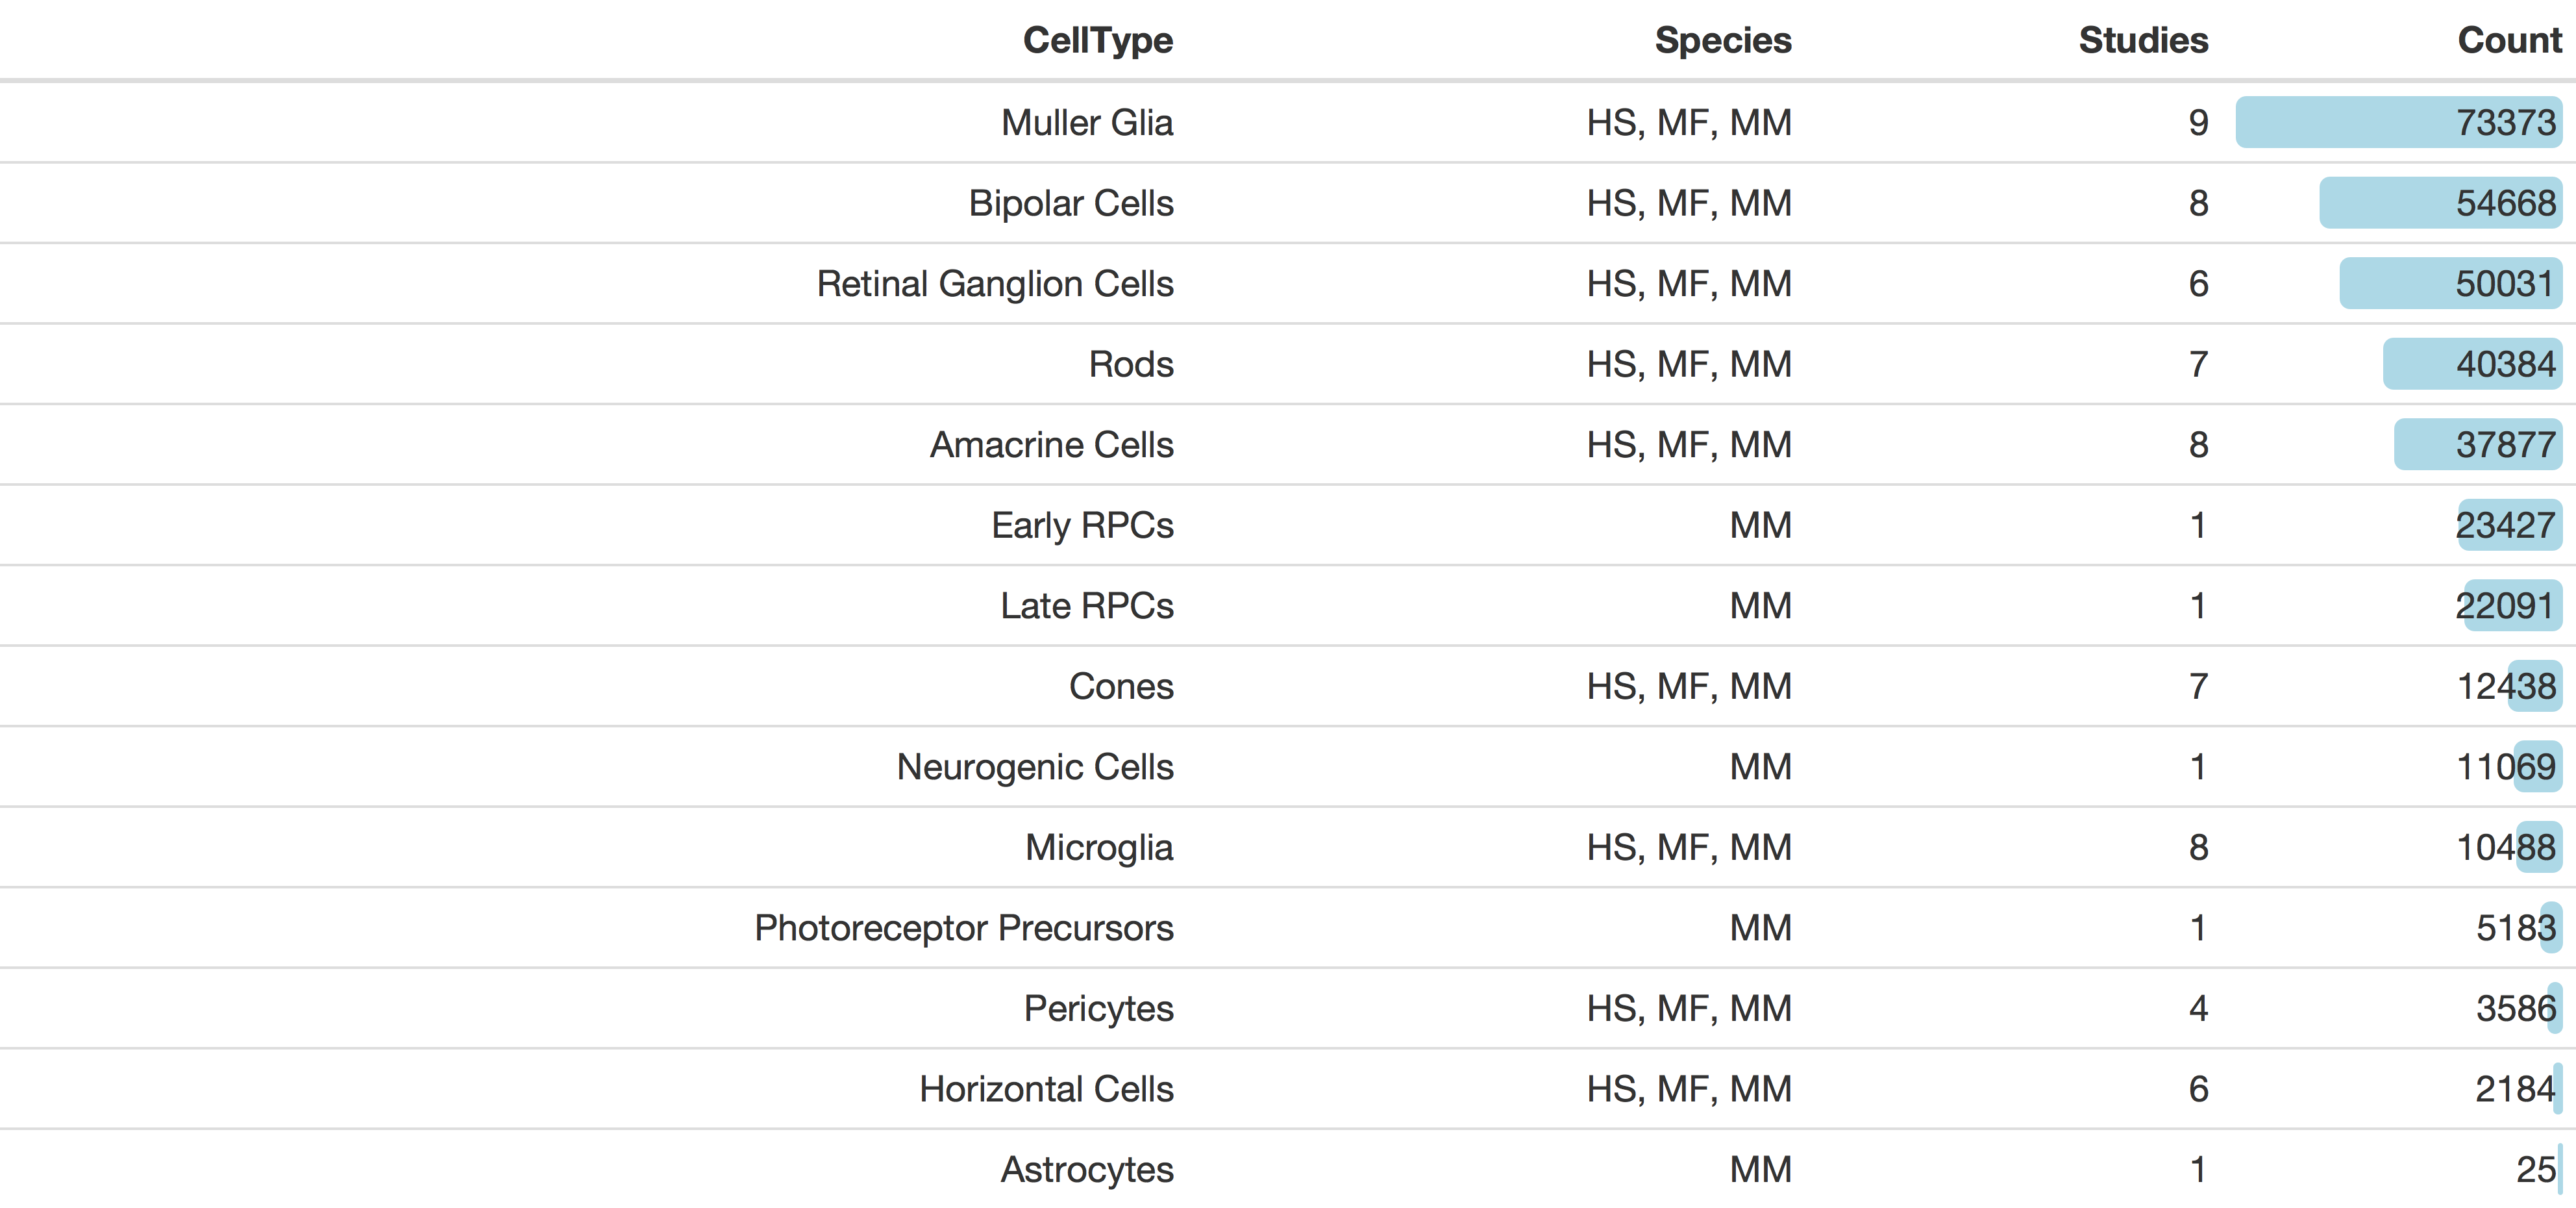 CellType Species Studies Count
Muller Glia HS, MF, MM 9 73373
Bipolar Cells HS, MF, MM 8 54668
Retinal Ganglion Cells HS, MF, MM 6 50031
Rods HS, MF, MM 7 40384
Amacrine Cells HS, MF, MM 8 37877
Early RPCs MM 1 23427
Late RPCs MM 1 22091
Cones HS, MF, MM 7 12438
Neurogenic Cells MM 1 11069
Microglia HS, MF, MM 8 10488
Photoreceptor Precursors MM 1 5183
Pericytes HS, MF, MM 4 3586
Horizontal Cells HS, MF, MM 6 2184
Astrocytes MM 1 25